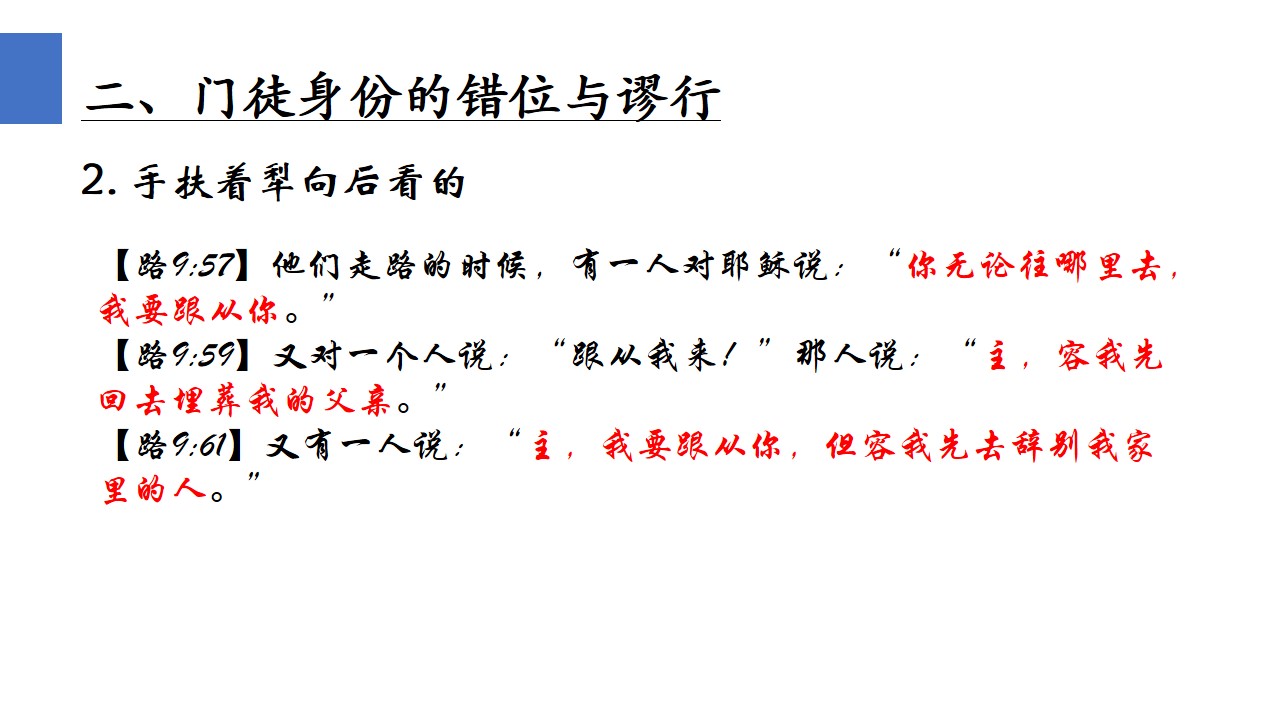 二、门徒身份的错位与谬行
2. 手扶着犁向后看的
【路9:57】他们走路的时候，有一人对耶稣说：“你无论往哪里去，
我要跟从你。”
【路9:59】又对一个人说：“跟从我来！”那人说：“主，容我先
回去埋葬我的父亲。”
【路9:61】又有一人说：“主，我要跟从你，但容我先去辞别我家
里的人。”